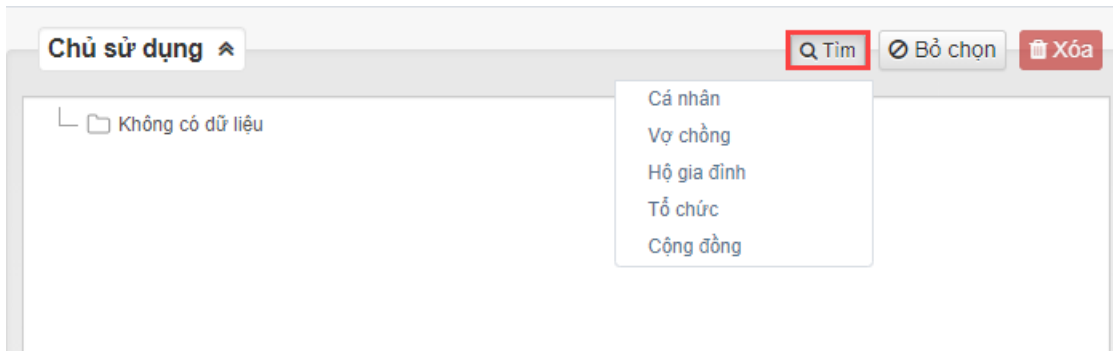 Chủ sử dụng
Tìm
Bỏ chọn
Xóa
Không có dữ liệu
Cá nhân
Vợ chồng
Hộ gia đình
Tổ chức
Cộng đồng